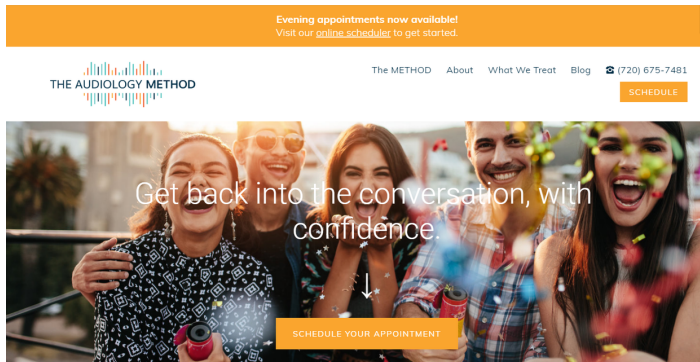 Evening appointments now available!
Visit our online scheduler to get started.
THE AUDIOLOGY METHOD
The METHOD About What We Treat Blog (720) 675-7481
SCHEDULE
Get back into the conversation, with
confidence.
SCHEDULE YOUR APPOINTMENT